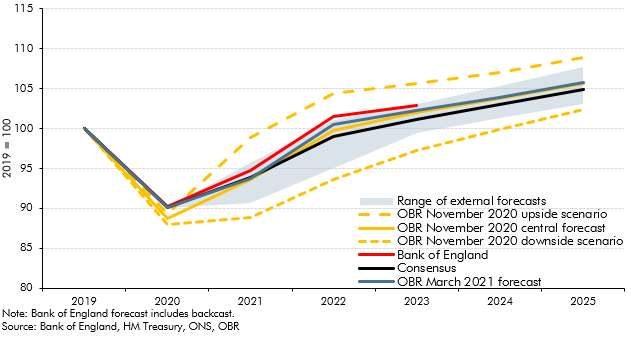 115
110
105
100
95
90
85
80
2019 = 100
Range of external forecasts
OBR November 2020 upside scenario
OBR November 2020 central forecast
OBR November 2020 downside scenario
Bank of England
Consensus
OBR March 2021 forecast
2019 2020 2021 2022 2023 2024 2025
Note: Bank of England forecast includes backcast.
Source: Bank of England, HM Treasury, ONS, OBR